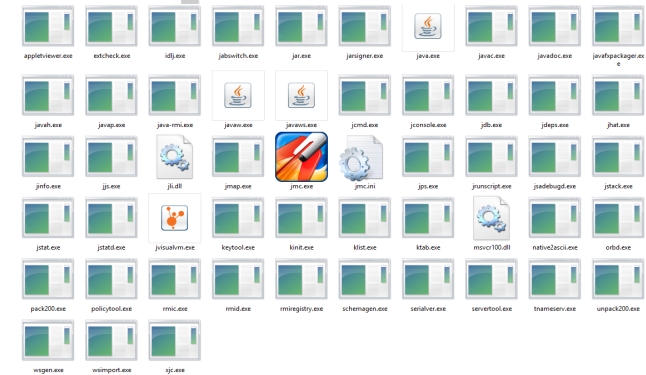 appletviewer.exe
extcheck.exe
idlj.exe
jabswitch.exe
jar.exe
jarsigner.exe
java.exe
javac.exe
javadoc.exe
javafxpackager.ex
e
javah.exe
javap.exe
java-rmi.exe
javaw.exe
javaws.exe
jcmd.exe
jconsole.exe
jdb.exe
jdeps.exe
jhat.exe
jinfo.exe
jjs.exe
jli.dll
jmap.exe
jmc.exe
jmc.ini
jps.exe
jrunscript.exe
jsadebugd.exe
jstack.exe
jstat.exe
jstatd.exe
jvisualvm.exe
keytool.exe
kinit.exe
klist.exe
ktab.exe
msvcr100.dll
native2ascii.exe
orbd.exe
pack200.exe
policytool.exe
rmic.exe
rmid.exe
rmiregistry.exe
schemagen.exe
serialver.exe
servertool.exe
tnameserv.exe
unpack200.exe
wsgen.exe
wsimport.exe
xjc.exe